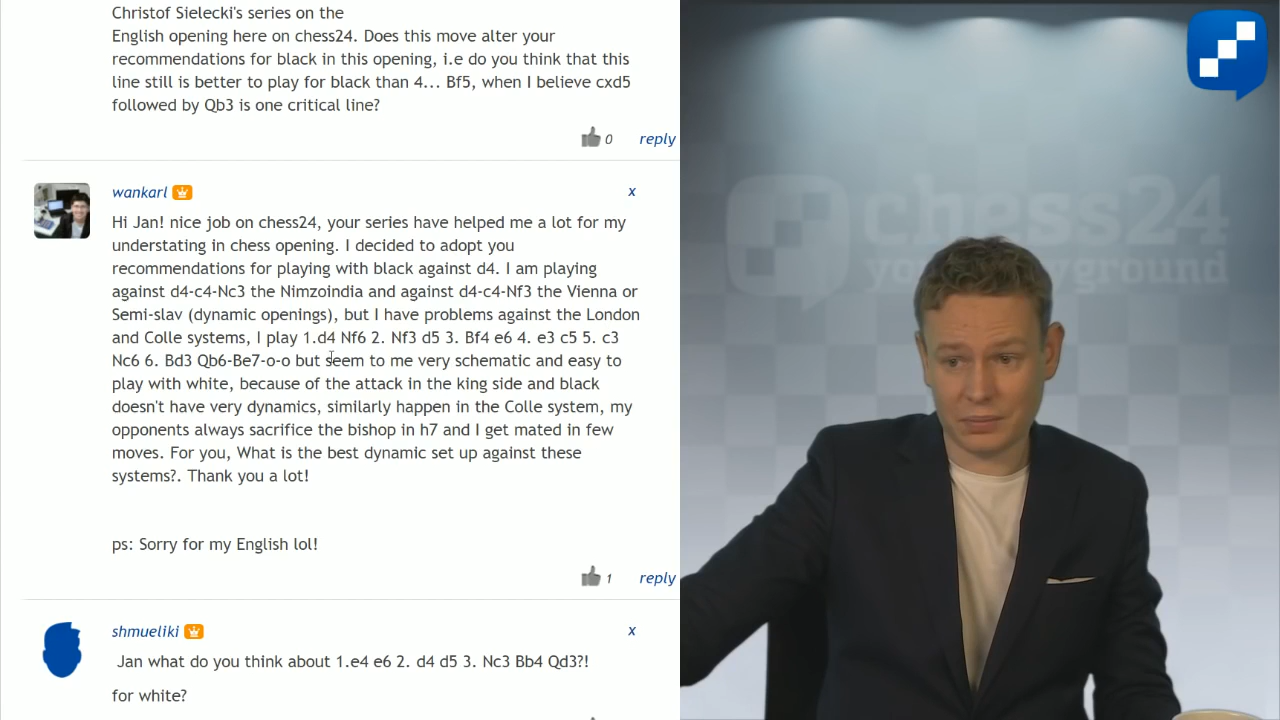 Christof Sielecki's series on the
English opening here on chess24. Does this move alter your
recommendations for black in this opening, i.e do you think that this
line still is better to play for black than 4... Bf5, when I believe cxd5
followed by Qb3 is one critical line?
0 reply
wankarl x
Hi Jan! nice job on chess24, your series have helped me a lot for my
understating in chess opening. I decided to adopt you
recommendations for playing with black against d4. I am playing
against d4-c4-Nc3 the Nimzoindia and against d4-c4-Nf3 the Vienna or
Semi-slav (dynamic openings), but I have problems against the London
and Colle systems, I play 1.d4 Nf6 2. Nf3 d5 3. Bf4 e6 4. e3 c5 5. c3
Nc6 6. Bd3 Qb6-Be7-o-o but seem to me very schematic and easy to
play with white, because of the attack in the king side and black
doesn't have very dynamics, similarly happen in the Colle system, my
opponents always sacrifice the bishop in h7 and I get mated in few
moves. For you, What is the best dynamic set up against these
systems?. Thank you a lot!
ps: Sorry for my English lol!
1 reply
shmueliki x
Jan what do you think about 1.e4 e6 2. d4 d5 3. Nc3 Bb4 Qd3?!
for white?
chess24
playground